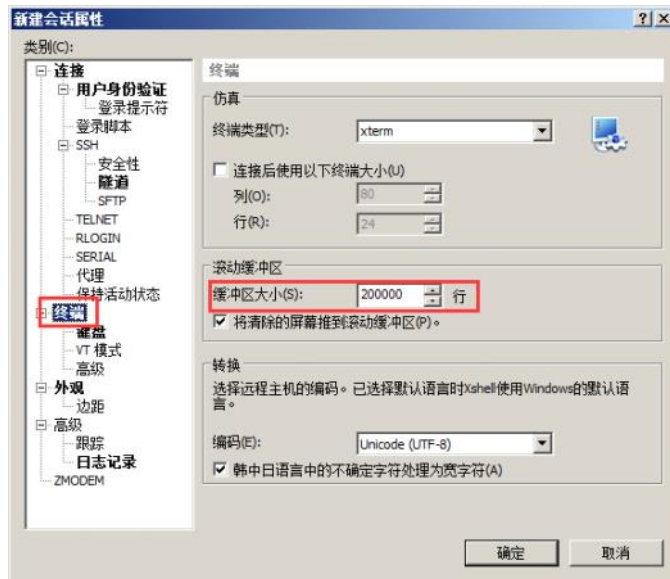 新建会话属性
类别(C):
连接
用户身份验证
登录提示符
登录脚本
SSH
安全性
隧道
SFTP
TELNET
RLOGIN
SERIAL
代理
保持活动状态
终端
键盘
VT 模式
高级
外观
边距
高级
跟踪
日志记录
ZMODEM
终端
仿真
终端类型(T):
xterm
连接后使用以下终端大小(U)
列(O):
80
行(R):
24
滚动缓冲区
缓冲区大小(S):
200000
行
将清除的屏幕推到滚动缓冲区(P)。
转换
选择远程主机的编码。已选择默认语言时Xshell使用Windows的默认语
言。
编码(E):
Unicode (UTF-8)
韩中日语言中的不确定字符处理为宽字符(A)
确定
取消